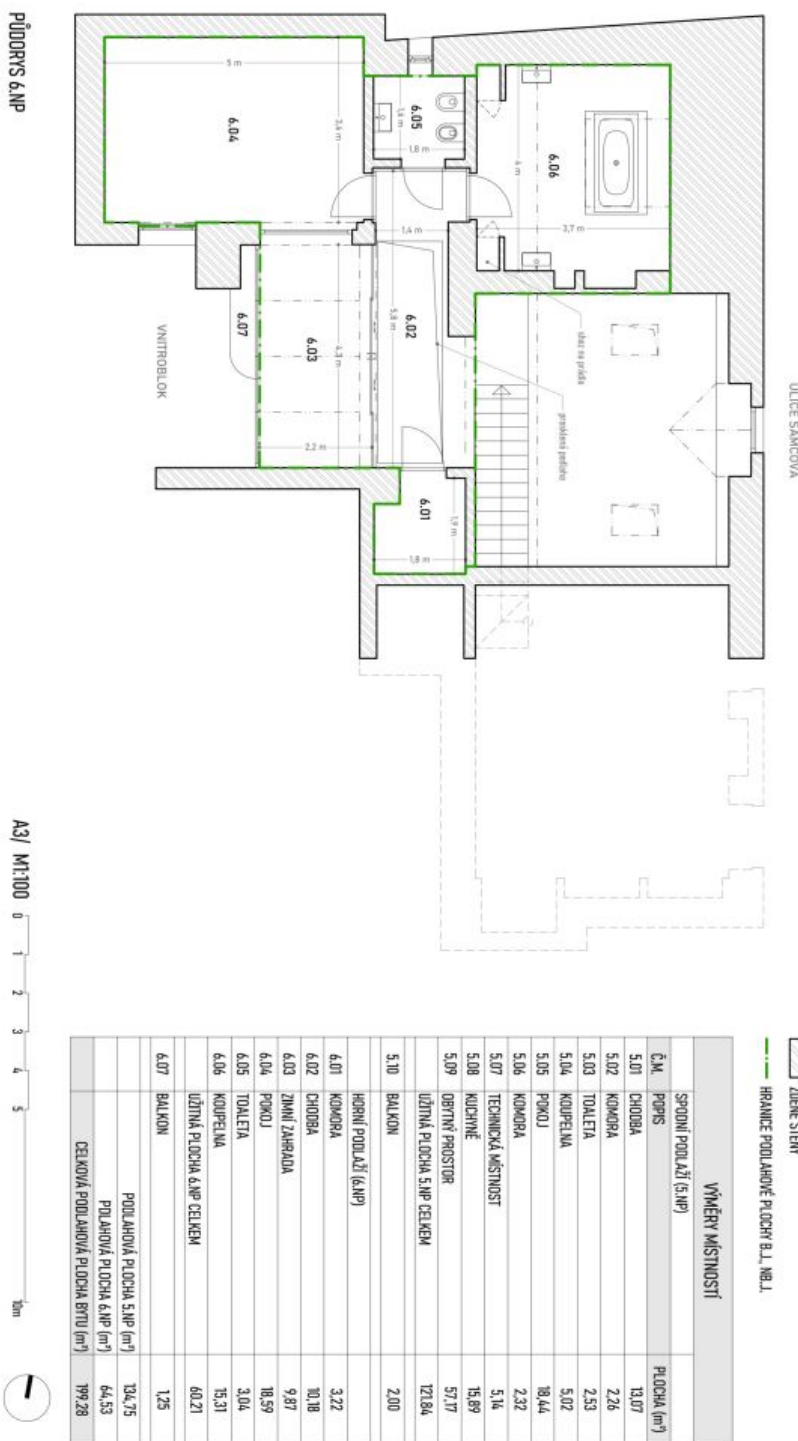 PŮDORYS 6.NP
ULICE SAMCOVA
VNITROBLOK
6.04
5 m
3,4 m
6.05
1,6 m
1,8 m
6.06
4 m
3,7 m
shoz na prádlo
1,4 m
6.02
5,8 m
prosklená podlaha
6.03
4,3 m
2,2 m
6.07
6.01
1,9 m
1,8 m
A3/ M1:100
0 1 2 3 4 5 10m
ZDĚNÉ STĚNY
HRANICE PODLAHOVÉ PLOCHY B.J., NB.J.
VÝMĚRY MÍSTNOSTÍ
SPODNÍ PODLAŽÍ (5.NP)
Č.M. POPIS PLOCHA (m²)
5.01 CHODBA 13,07
5.02 KOMORA 2,26
5.03 TOALETA 2,53
5.04 KOUPELNA 5,02
5.05 POKOJ 18,44
5.06 KOMORA 2,32
5.07 TECHNICKÁ MÍSTNOST 5,14
5.08 KUCHYNĚ 15,89
5.09 OBYTNÝ PROSTOR 57,17
UŽITNÁ PLOCHA 5.NP CELKEM 121,84
5.10 BALKON 2,00
HORNÍ PODLAŽÍ (6.NP)
6.01 KOMORA 3,22
6.02 CHODBA 10,18
6.03 ZIMNÍ ZAHRADA 9,87
6.04 POKOJ 18,59
6.05 TOALETA 3,04
6.06 KOUPELNA 15,31
UŽITNÁ PLOCHA 6.NP CELKEM 60,21
6.07 BALKON 1,25
PODLAHOVÁ PLOCHA 5.NP (m²) 134,75
POLAHOVÁ PLOCHA 6.NP (m²) 64,53
CELKOVÁ PODLAHOVÁ PLOCHA BYTU (m²) 199,28